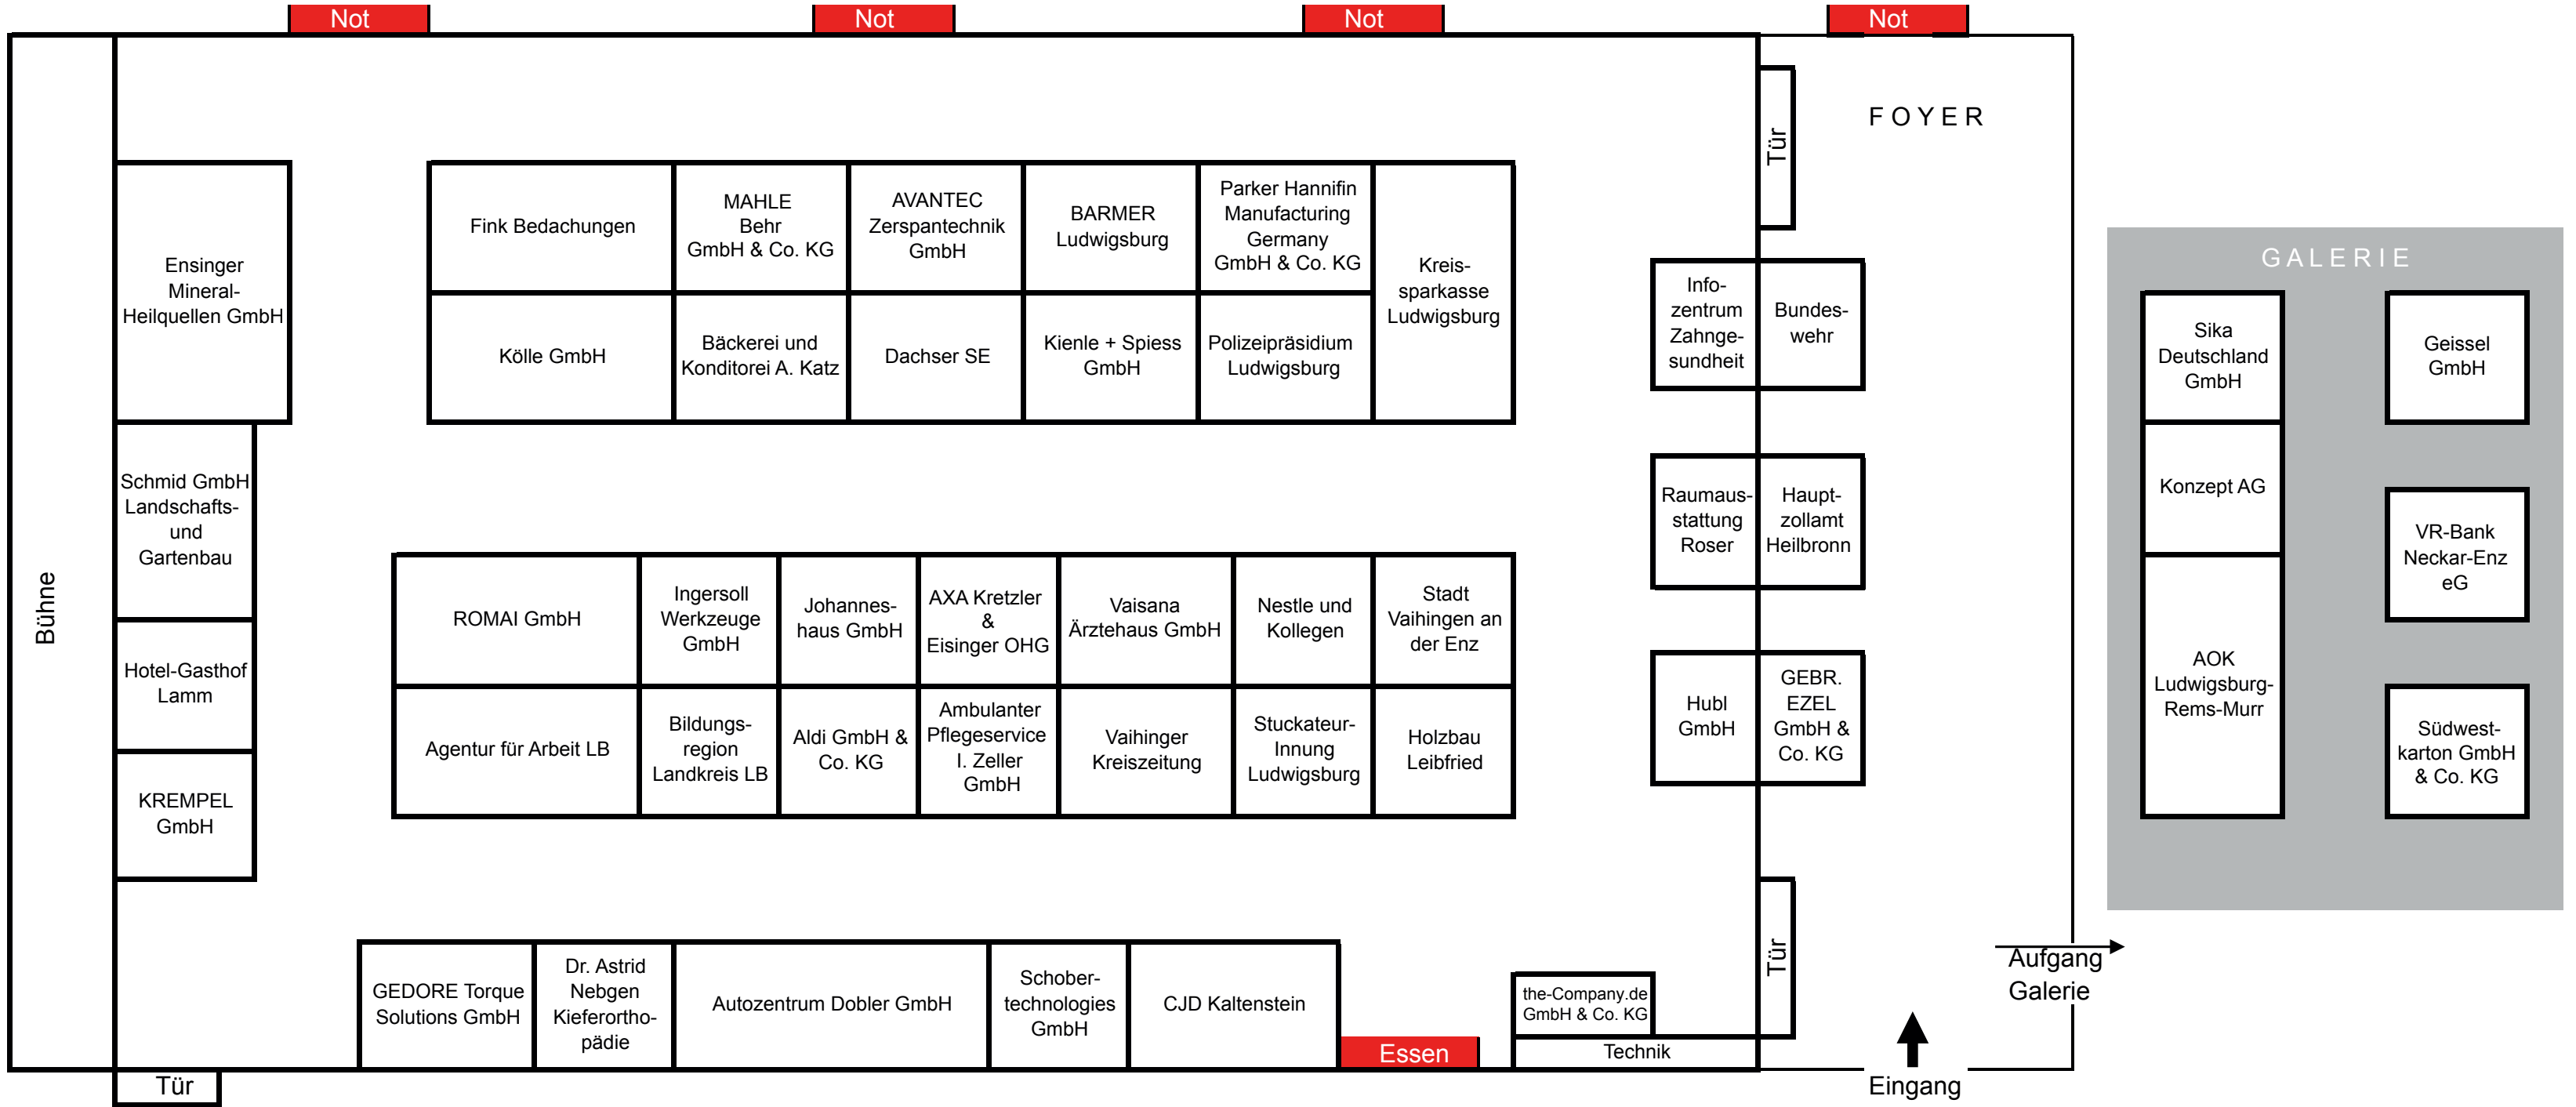 Not
Not
Not
Not
FOYER
Tür
Bühne
Ensinger
Mineral-
Heilquellen GmbH
Schmid GmbH
Landschafts-
und
Gartenbau
Hotel-Gasthof
Lamm
KREMPEL
GmbH
Fink Bedachungen
MAHLE
Behr
GmbH & Co. KG
AVANTEC
Zerspantechnik
GmbH
BARMER
Ludwigsburg
Parker Hannifin
Manufacturing
Germany
GmbH & Co. KG
Kreis-
sparkasse
Ludwigsburg
Kölle GmbH
Bäckerei und
Konditorei A. Katz
Dachser SE
Kienle + Spiess
GmbH
Polizeipräsidium
Ludwigsburg
ROMAI GmbH
Ingersoll
Werkzeuge
GmbH
Johannes-
haus GmbH
AXA Kretzler
&
Eisinger OHG
Vaisana
Ärztehaus GmbH
Nestle und
Kollegen
Stadt
Vaihingen an
der Enz
Agentur für Arbeit LB
Bildungs-
region
Landkreis LB
Aldi GmbH &
Co. KG
Ambulanter
Pflegeservice
I. Zeller
GmbH
Vaihinger
Kreiszeitung
Stuckateur-
Innung
Ludwigsburg
Holzbau
Leibfried
Info-
zentrum
Zahnge-
sundheit
Bundes-
wehr
Raumaus-
stattung
Roser
Haupt-
zollamt
Heilbronn
Hubl
GmbH
GEBR.
EZEL
GmbH &
Co. KG
GALERIE
Sika
Deutschland
GmbH
Konzept AG
AOK
Ludwigsburg-
Rems-Murr
Geissel
GmbH
VR-Bank
Neckar-Enz
eG
Südwest-
karton GmbH
& Co. KG
GEDORE Torque
Solutions GmbH
Dr. Astrid
Nebgen
Kieferortho-
pädie
Autozentrum Dobler GmbH
Schober-
technologies
GmbH
CJD Kaltenstein
Essen
the-Company.de
GmbH & Co. KG
Technik
Tür
Aufgang
Galerie
Eingang
Tür